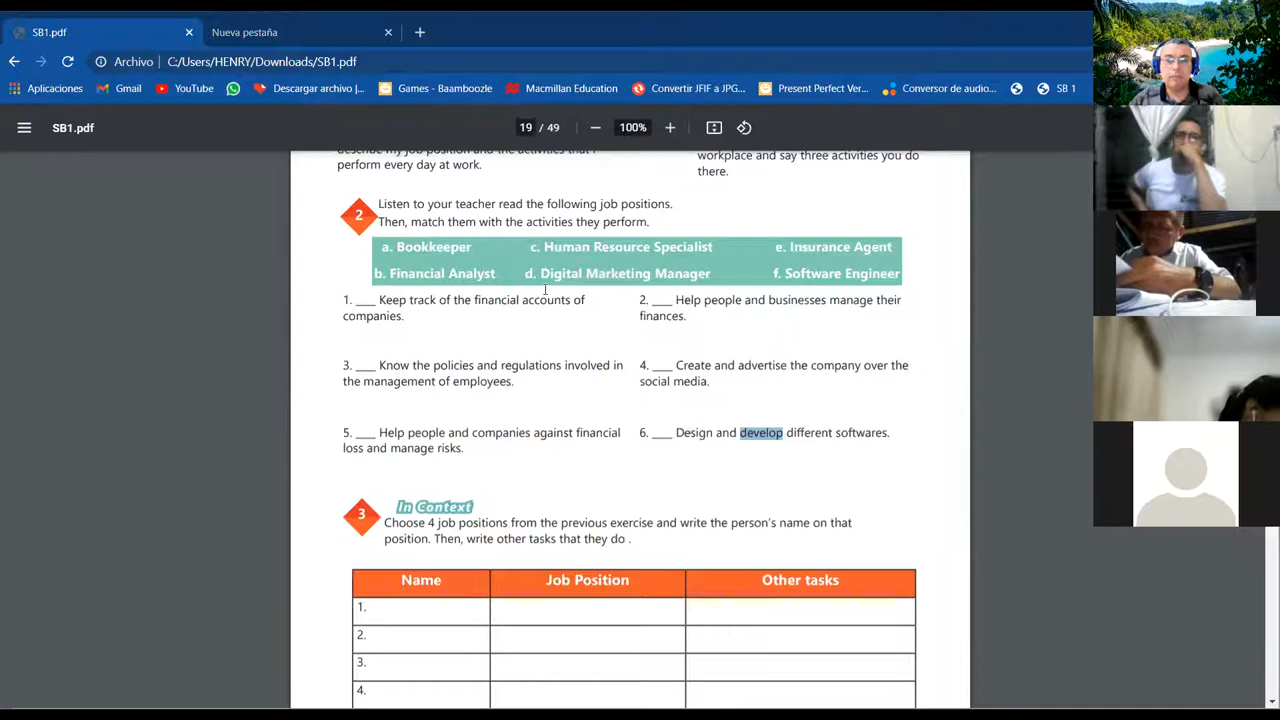 SB1.pdf
Nueva pestaña
Archivo C:/Users/HENRY/Downloads/SB1.pdf
Aplicaciones Gmail YouTube Descargar archivo |... Games - Baamboozle Macmillan Education Convertir JFIF a JPG... Present Perfect Ver... Conversor de audio... SB 1
SB1.pdf 19 / 49 100%
describe my job position and the activities that I
perform every day at work.
workplace and say three activities you do
there.
2 Listen to your teacher read the following job positions.
Then, match them with the activities they perform.
a. Bookkeeper c. Human Resource Specialist e. Insurance Agent
b. Financial Analyst d. Digital Marketing Manager f. Software Engineer
1. ___ Keep track of the financial accounts of
companies.
2. ___ Help people and businesses manage their
finances.
3. ___ Know the policies and regulations involved in
the management of employees.
4. ___ Create and advertise the company over the
social media.
5. ___ Help people and companies against financial
loss and manage risks.
6. ___ Design and develop different softwares.
3 In Context
Choose 4 job positions from the previous exercise and write the person's name on that
position. Then, write other tasks that they do .
Name Job Position Other tasks
1.
2.
3.
4.